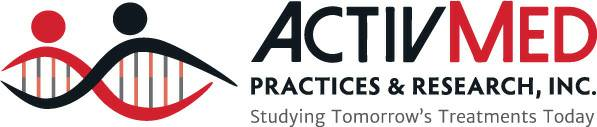 ACTIVMED
PRACTICES & RESEARCH, INC.
Studying Tomorrow's Treatments Today